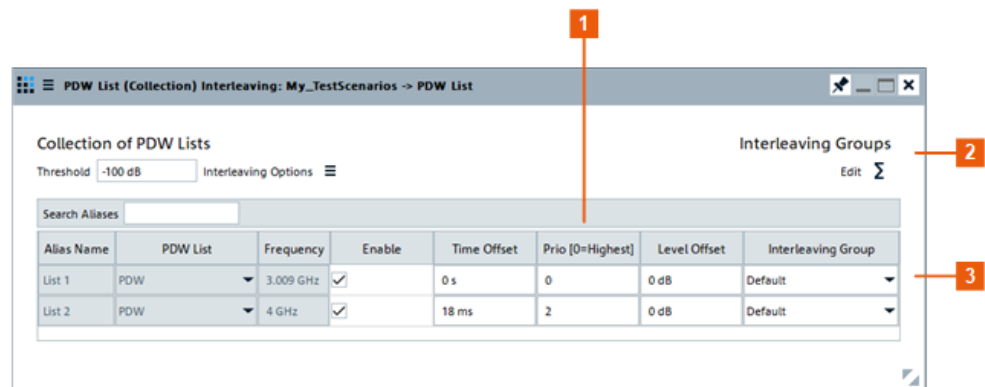 1
PDW List (Collection) Interleaving: My_TestScenarios -> PDW List
Collection of PDW Lists
Interleaving Groups
2
Threshold -100 dB Interleaving Options
Edit Σ
Search Aliases
Alias Name PDW List Frequency Enable Time Offset Prio [0=Highest] Level Offset Interleaving Group
List 1 PDW 3.009 GHz 0 s 0 0 dB Default
3
List 2 PDW 4 GHz 18 ms 2 0 dB Default